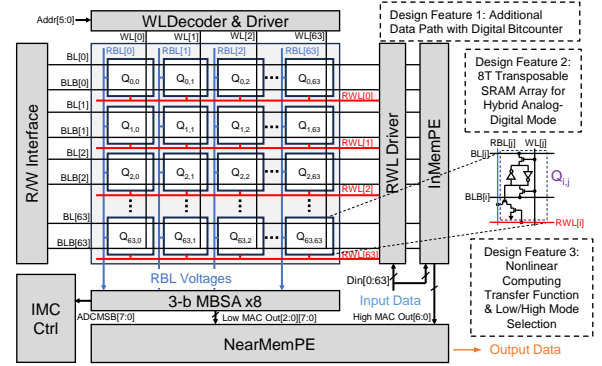 Addr[5:0]
WLDecoder & Driver
WL[0] WL[1] WL[2] WL[63]
RBL[0] RBL[1] RBL[2] RBL[63]
R/W Interface
BL[0]
BLB[0]
BL[1]
BLB[1]
BL[2]
BLB[2]
BL[63]
BLB[63]
Q0,0 Q0,1 Q0,2 Q0,63
RWL[0]
Q1,0 Q1,1 Q1,2 Q1,63
RWL[1]
Q2,0 Q2,1 Q2,2 Q2,63
RWL[2]
Q63,0 Q63,1 Q63,2 Q63,63
RWL[63]
RWL Driver
InMemPE
RBL Voltages
Din[0:63]
Input Data
IMC
Ctrl
3-b MBSA x8
ADCMSB[7:0]
Low MAC Out[2:0][7:0]
High MAC Out[6:0]
NearMemPE
Output Data
Design Feature 1: Additional
Data Path with Digital Bitcounter
Design Feature 2:
8T Transposable
SRAM Array for
Hybrid Analog-
Digital Mode
RBL[j] WL[j]
BL[j]
BLB[i]
Qi,j
RWL[i]
Design Feature 3:
Nonlinear
Computing
Transfer Function
& Low/High Mode
Selection